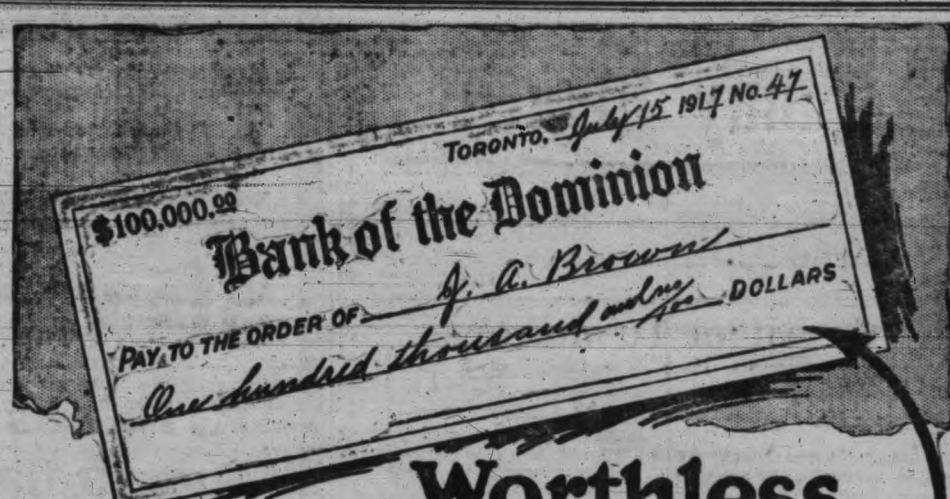 TORONTO, July 15 1917 No. 47
$100,000.00
Bank of the Dominion
PAY TO THE ORDER OF J. A. Brown
One hundred thousand and no/100 DOLLARS
Worthless